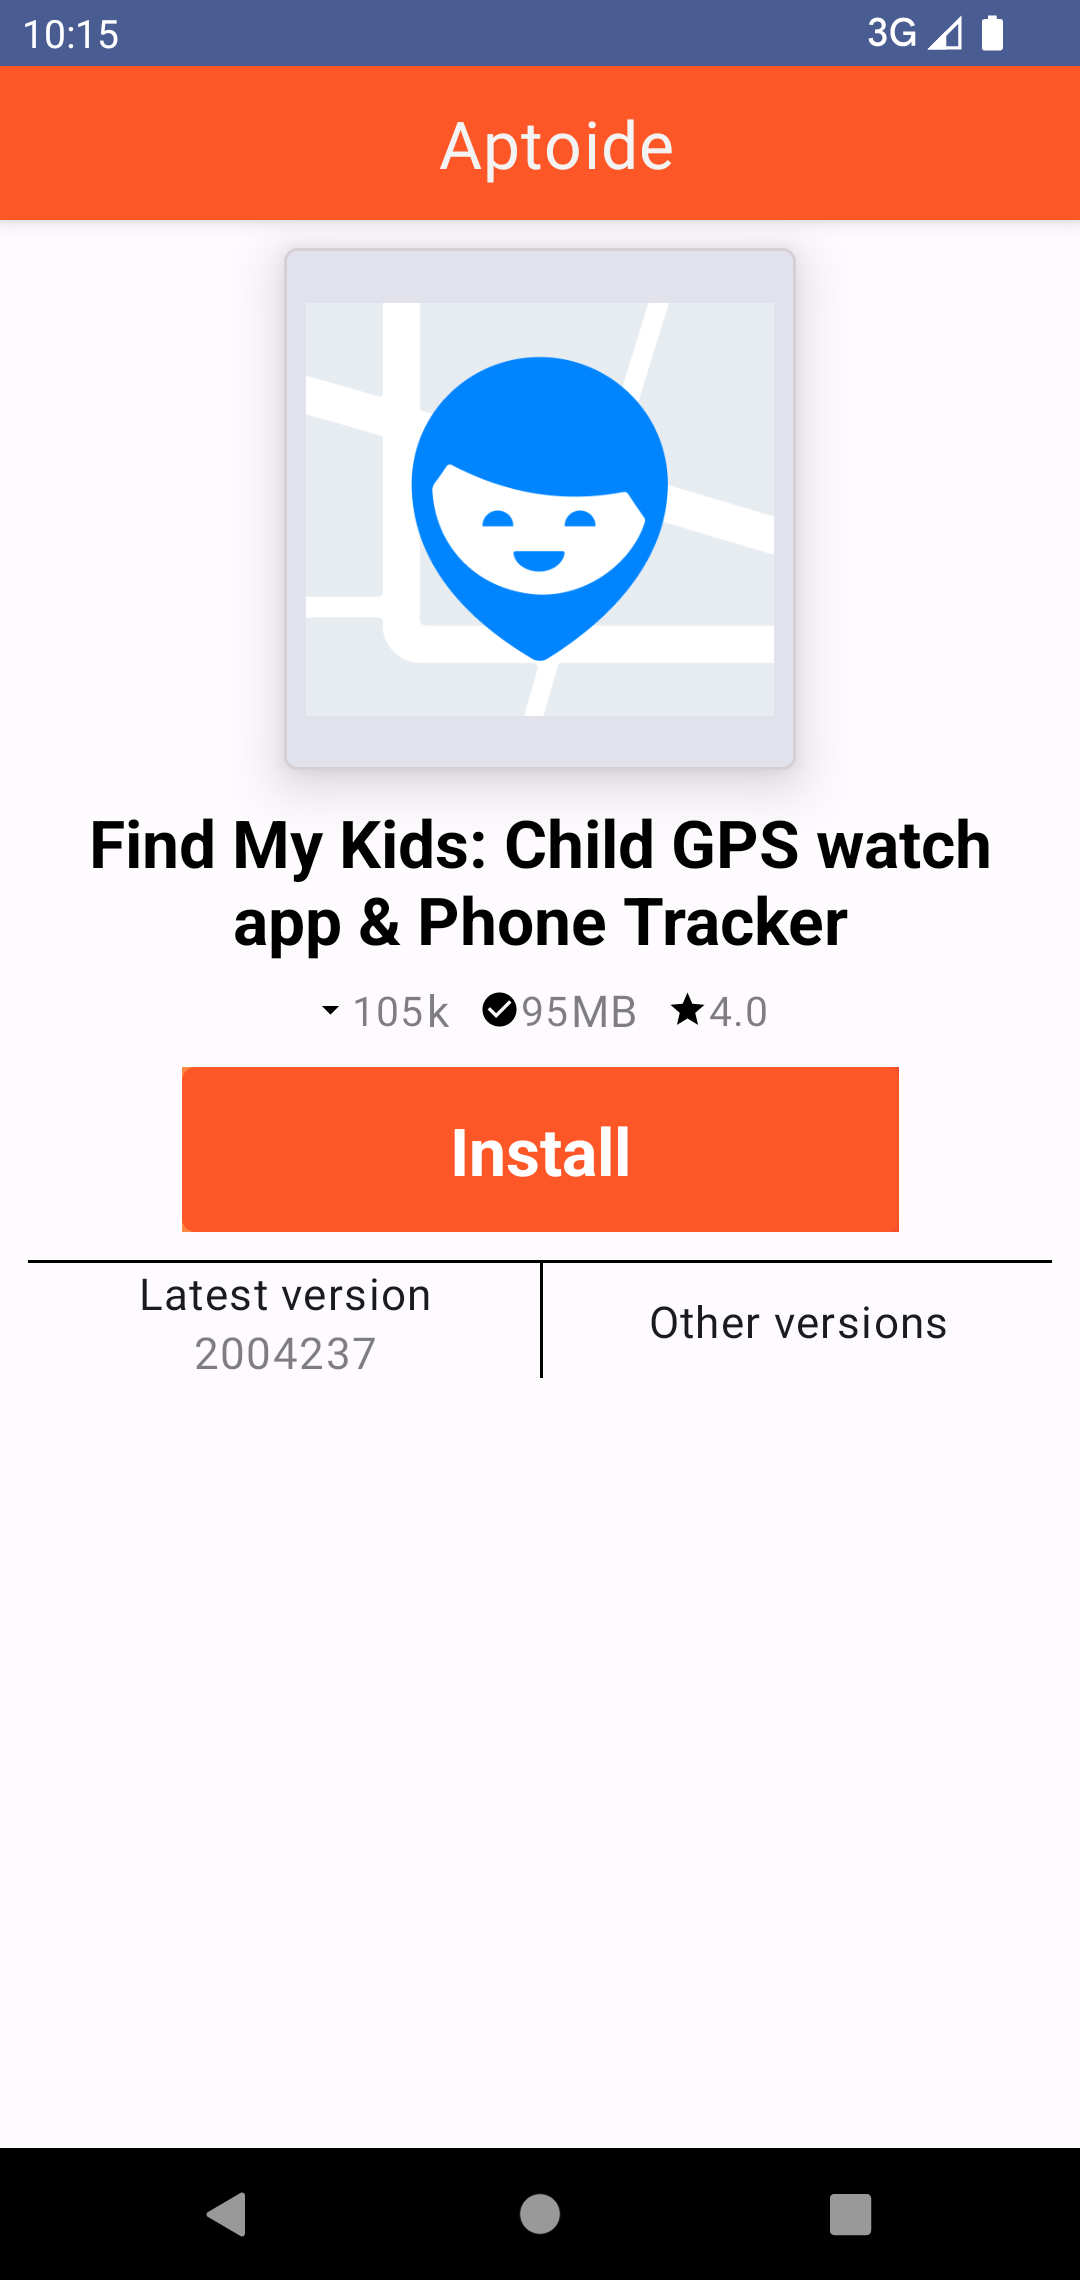 10:15 3G
Aptoide
Find My Kids: Child GPS watch
app & Phone Tracker
105k 95MB 4.0
Install
Latest version
2004237
Other versions